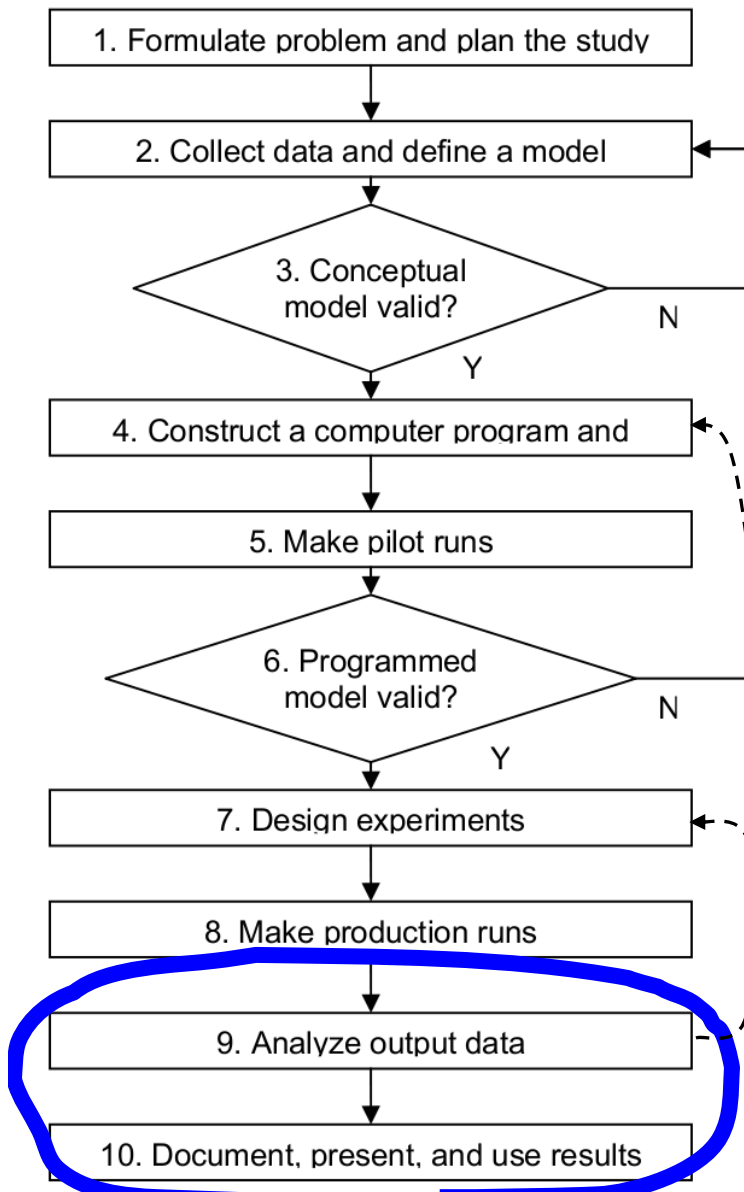 1. Formulate problem and plan the study
2. Collect data and define a model
3. Conceptual
model valid?
N
Y
4. Construct a computer program and
5. Make pilot runs
6. Programmed
model valid?
N
Y
7. Design experiments
8. Make production runs
9. Analyze output data
10. Document, present, and use results